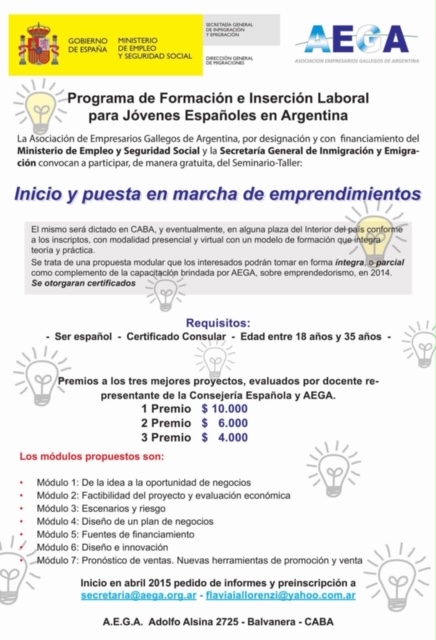 GOBIERNO
DE ESPAÑA
MINISTERIO
DE EMPLEO
Y SEGURIDAD SOCIAL
SECRETARÍA GENERAL
DE INMIGRACIÓN
Y EMIGRACIÓN
DIRECCIÓN GENERAL
DE MIGRACIONES
AEGA
ASOCIACION EMPRESARIOS GALLEGOS DE ARGENTINA
Programa de Formación e Inserción Laboral
para Jóvenes Españoles en Argentina
La Asociación de Empresarios Gallegos de Argentina, por designación y con financiamiento del
Ministerio de Empleo y Seguridad Social y la Secretaría General de Inmigración y Emigra-
ción convocan a participar, de manera gratuita, del Seminario-Taller:
Inicio y puesta en marcha de emprendimientos
El mismo será dictado en CABA, y eventualmente, en alguna plaza del Interior del país conforme
a los inscriptos, con modalidad presencial y virtual con un modelo de formación que integra
teoría y práctica.
Se trata de una propuesta modular que los interesados podrán tomar en forma íntegra, o parcial
como complemento de la capacitación brindada por AEGA, sobre emprendedorismo, en 2014.
Se otorgaran certificados
Requisitos:
- Ser español - Certificado Consular - Edad entre 18 años y 35 años -
Premios a los tres mejores proyectos, evaluados por docente re-
presentante de la Consejería Española y AEGA.
1 Premio $ 10.000
2 Premio $ 6.000
3 Premio $ 4.000
Los módulos propuestos son:
• Módulo 1: De la idea a la oportunidad de negocios
• Módulo 2: Factibilidad del proyecto y evaluación económica
• Módulo 3: Escenarios y riesgo
• Módulo 4: Diseño de un plan de negocios
• Módulo 5: Fuentes de financiamiento
• Módulo 6: Diseño e innovación
• Módulo 7: Pronóstico de ventas. Nuevas herramientas de promoción y venta
Inicio en abril 2015 pedido de informes y preinscripción a
secretaria@aega.org.ar - flaviaiallorenzi@yahoo.com.ar
A.E.G.A. Adolfo Alsina 2725 - Balvanera - CABA